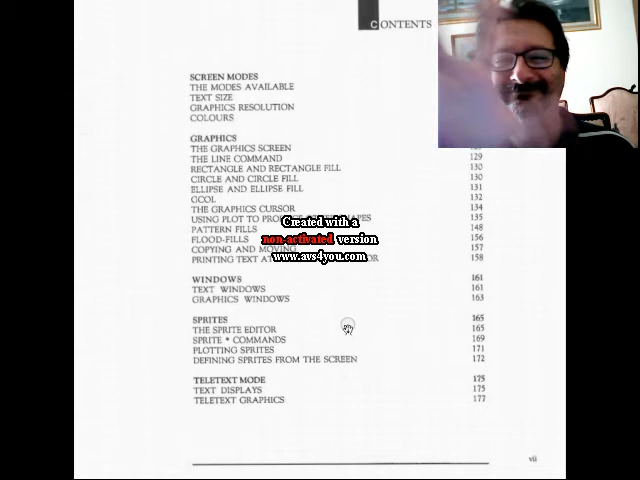 CONTENTS
SCREEN MODES
THE MODES AVAILABLE
TEXT SIZE
GRAPHICS RESOLUTION
COLOURS
GRAPHICS
THE GRAPHICS SCREEN
THE LINE COMMAND 129
RECTANGLE AND RECTANGLE FILL 130
CIRCLE AND CIRCLE FILL 130
ELLIPSE AND ELLIPSE FILL 131
GCOL 132
THE GRAPHICS CURSOR 134
USING PLOT TO 135
PATTERN FILLS 148
FLOOD-FILLS 156
COPYING AND MOVING 157
PRINTING TEXT 158
Created with a
non-activated version
www.avs4you.com
WINDOWS 161
TEXT WINDOWS 161
GRAPHICS WINDOWS 163
SPRITES 165
THE SPRITE EDITOR 165
SPRITE * COMMANDS 169
PLOTTING SPRITES 171
DEFINING SPRITES FROM THE SCREEN 172
TELETEXT MODE 175
TEXT DISPLAYS 175
TELETEXT GRAPHICS 177
vii